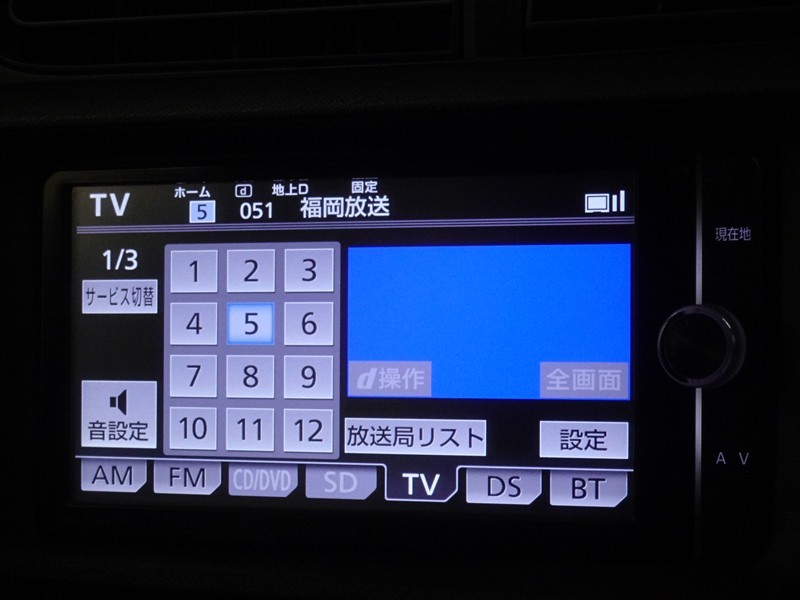 TV ホーム 5 d 地上D 051 固定 福岡放送
現在地
1/3
サービス切替
1 2 3
4 5 6
7 8 9
10 11 12
d操作 全画面
音設定
放送局リスト 設定
AM FM CD/DVD SD TV DS BT
A V